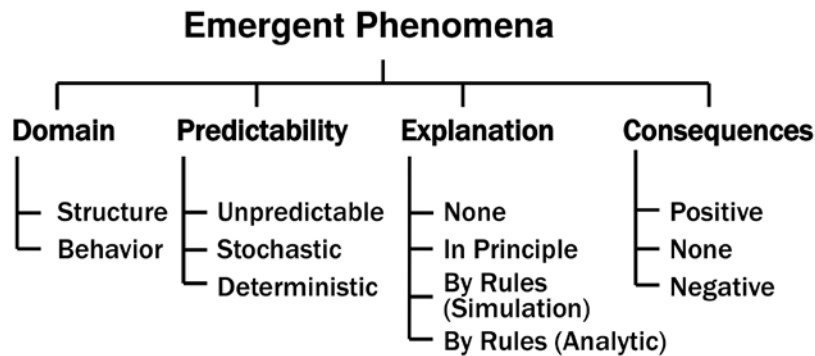 Emergent Phenomena
Domain
Structure
Behavior
Predictability
Unpredictable
Stochastic
Deterministic
Explanation
None
In Principle
By Rules
(Simulation)
By Rules (Analytic)
Consequences
Positive
None
Negative